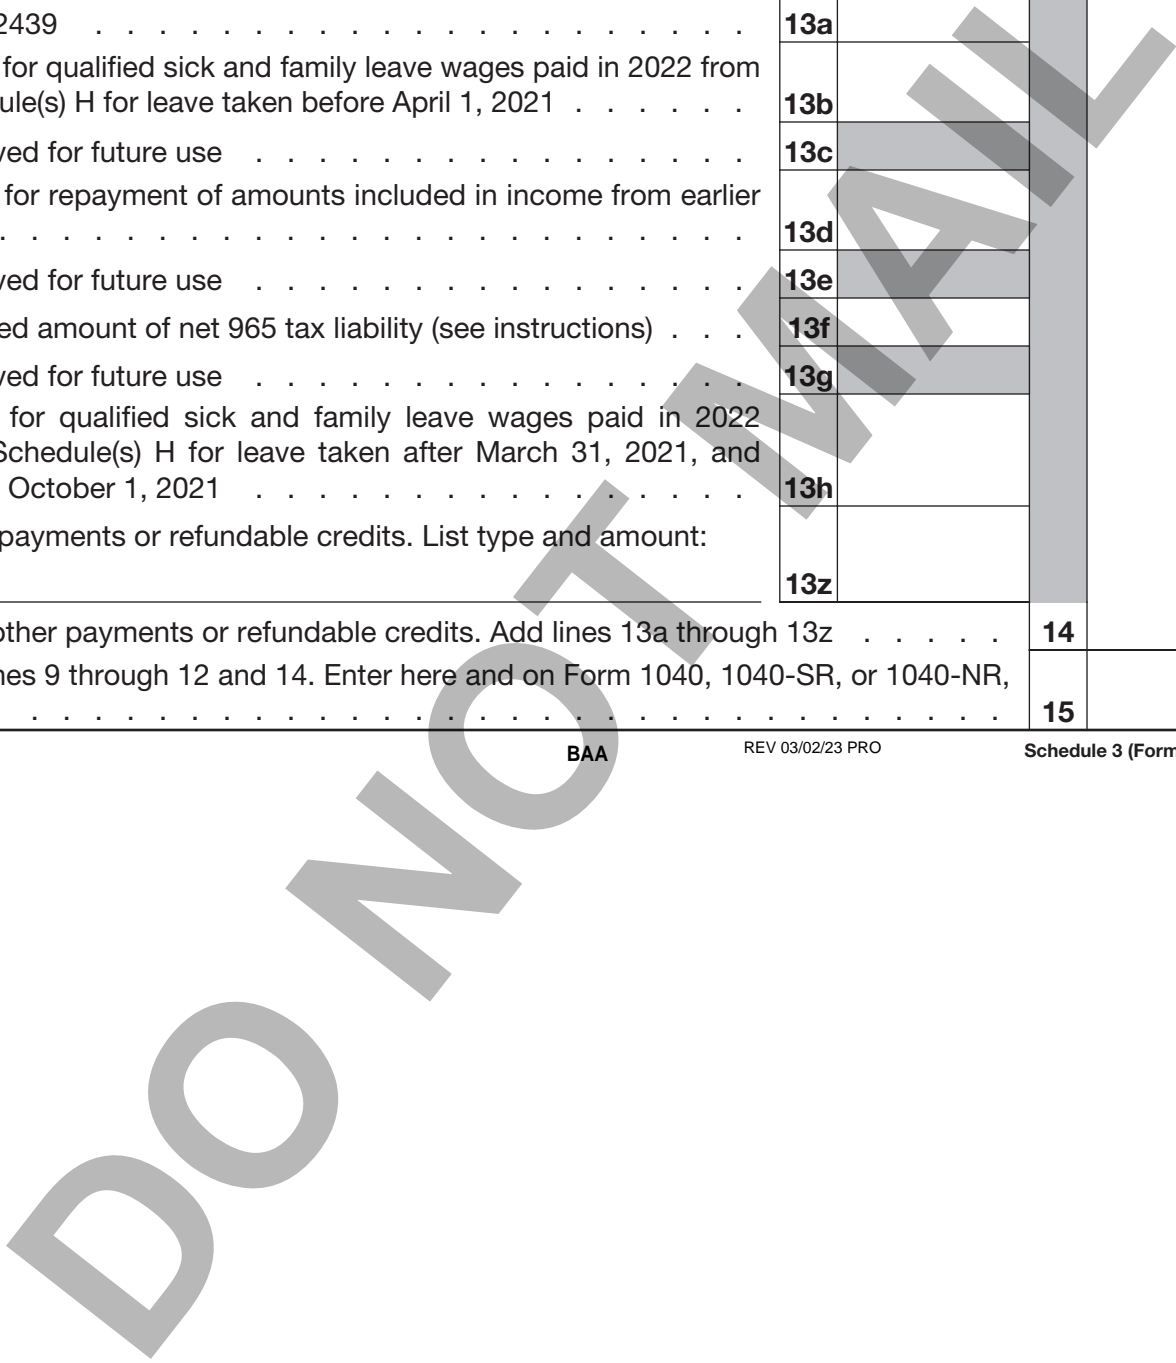 2439 . . . . . . . . . . . . . . . . . . . . . 13a
for qualified sick and family leave wages paid in 2022 from
ule(s) H for leave taken before April 1, 2021 . . . . . . 13b
ved for future use . . . . . . . . . . . . . . . . 13c
for repayment of amounts included in income from earlier
. . . . . . . . . . . . . . . . . . . . . . . . 13d
ved for future use . . . . . . . . . . . . . . . . 13e
ed amount of net 965 tax liability (see instructions) . . . 13f
ved for future use . . . . . . . . . . . . . . . . 13g
for qualified sick and family leave wages paid in 2022
Schedule(s) H for leave taken after March 31, 2021, and
October 1, 2021 . . . . . . . . . . . . . . . . 13h
payments or refundable credits. List type and amount:
13z
other payments or refundable credits. Add lines 13a through 13z . . . . . 14
nes 9 through 12 and 14. Enter here and on Form 1040, 1040-SR, or 1040-NR,
. . . . . . . . . . . . . . . . . . . . . . . . . . . . . . . 15
BAA REV 03/02/23 PRO Schedule 3 (Form
DO NOT MAIL